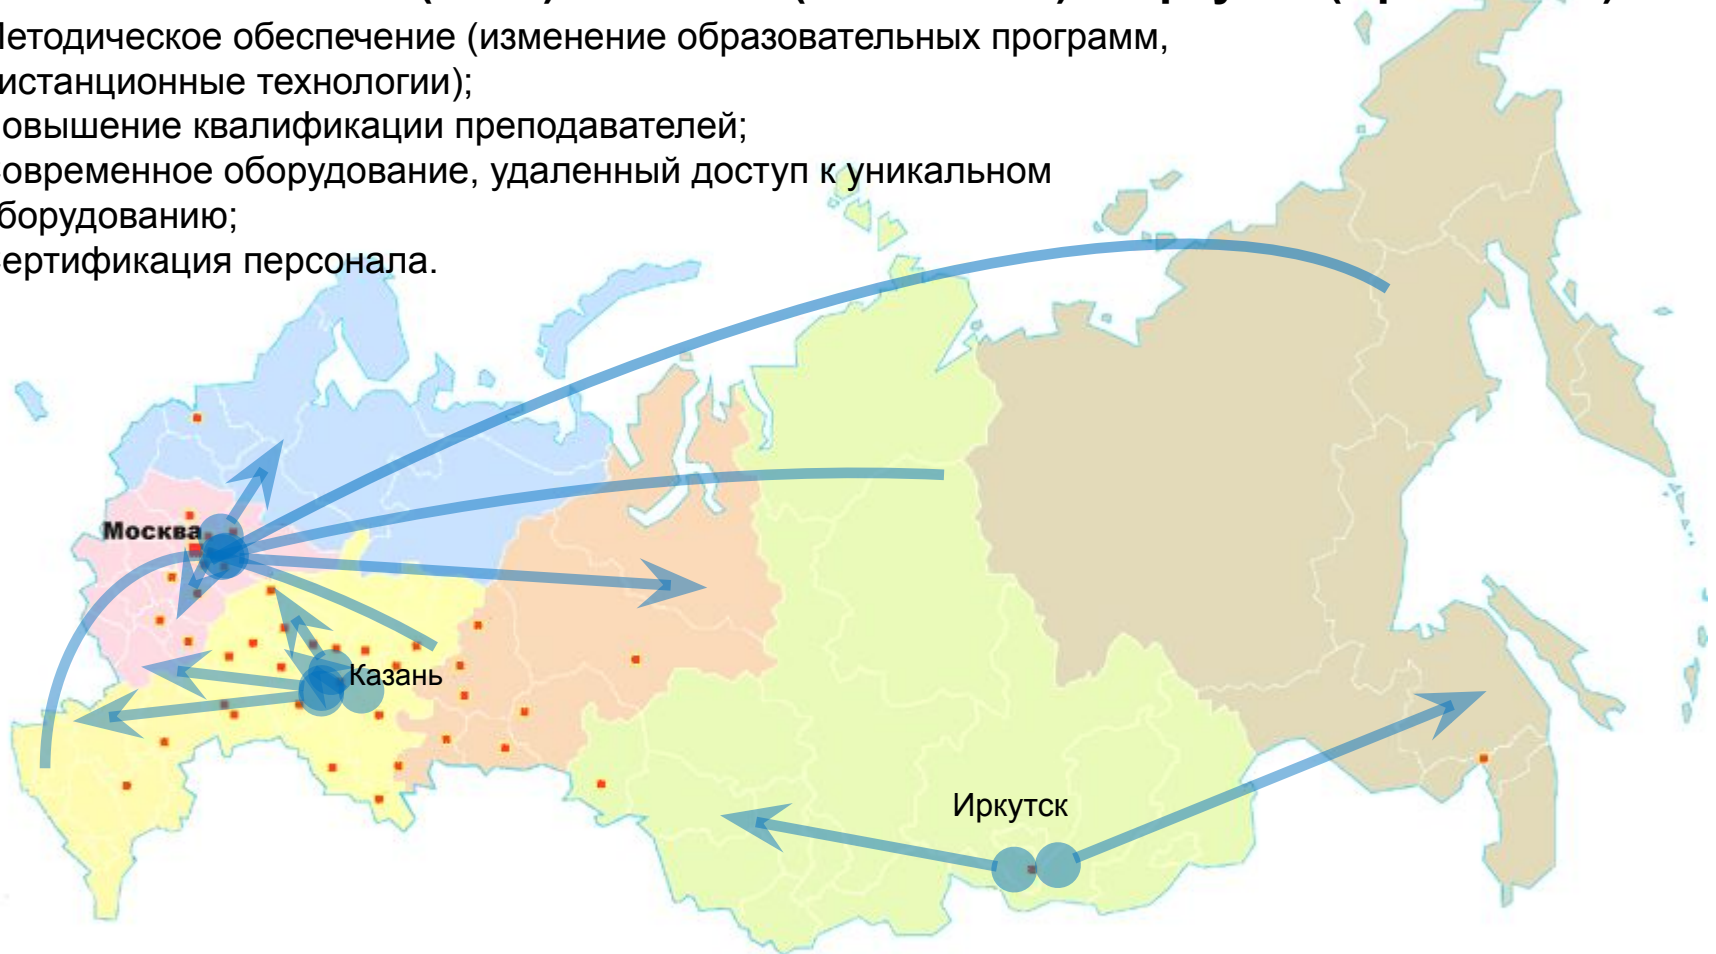 етодическое обеспечение (изменение образовательных программ,
истанционные технологии);
овышение квалификации преподавателей;
овременное оборудование, удаленный доступ к уникальном
борудованию;
ертификация персонала.
Москва
Казань
Иркутск